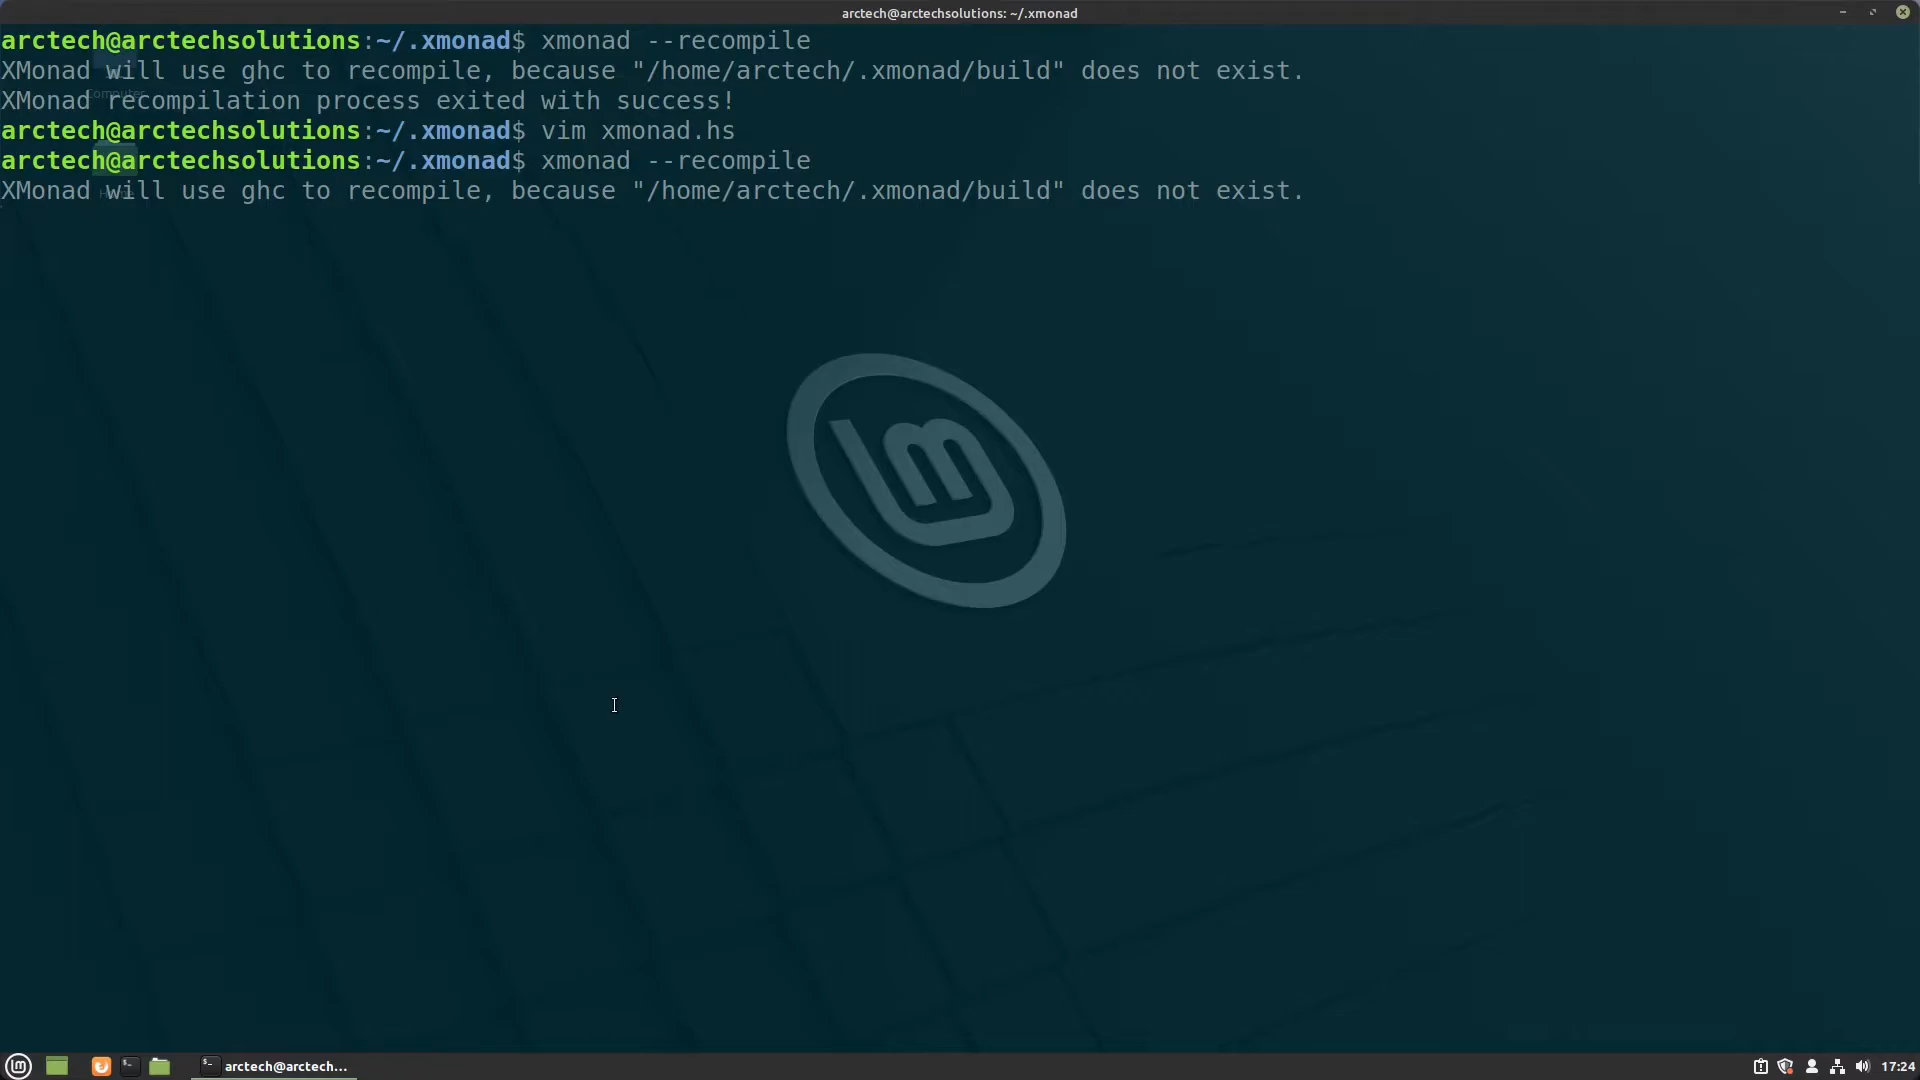 arctech@arctechsolutions: ~/.xmonad
arctech@arctechsolutions:~/.xmonad$ xmonad --recompile
XMonad will use ghc to recompile, because "/home/arctech/.xmonad/build" does not exist.
Computer
XMonad recompilation process exited with success!
arctech@arctechsolutions:~/.xmonad$ vim xmonad.hs
arctech@arctechsolutions:~/.xmonad$ xmonad --recompile
XMonad will use ghc to recompile, because "/home/arctech/.xmonad/build" does not exist.
arctech@arctech...
17:24